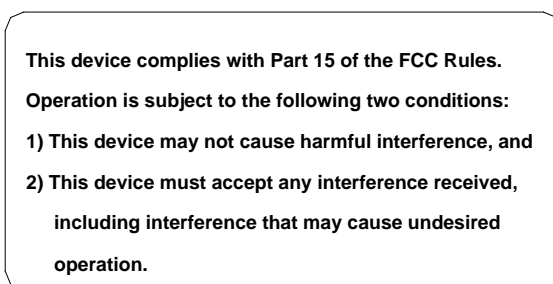 This device complies with Part 15 of the FCC Rules.
Operation is subject to the following two conditions:
1) This device may not cause harmful interference, and
2) This device must accept any interference received,
including interference that may cause undesired
operation.